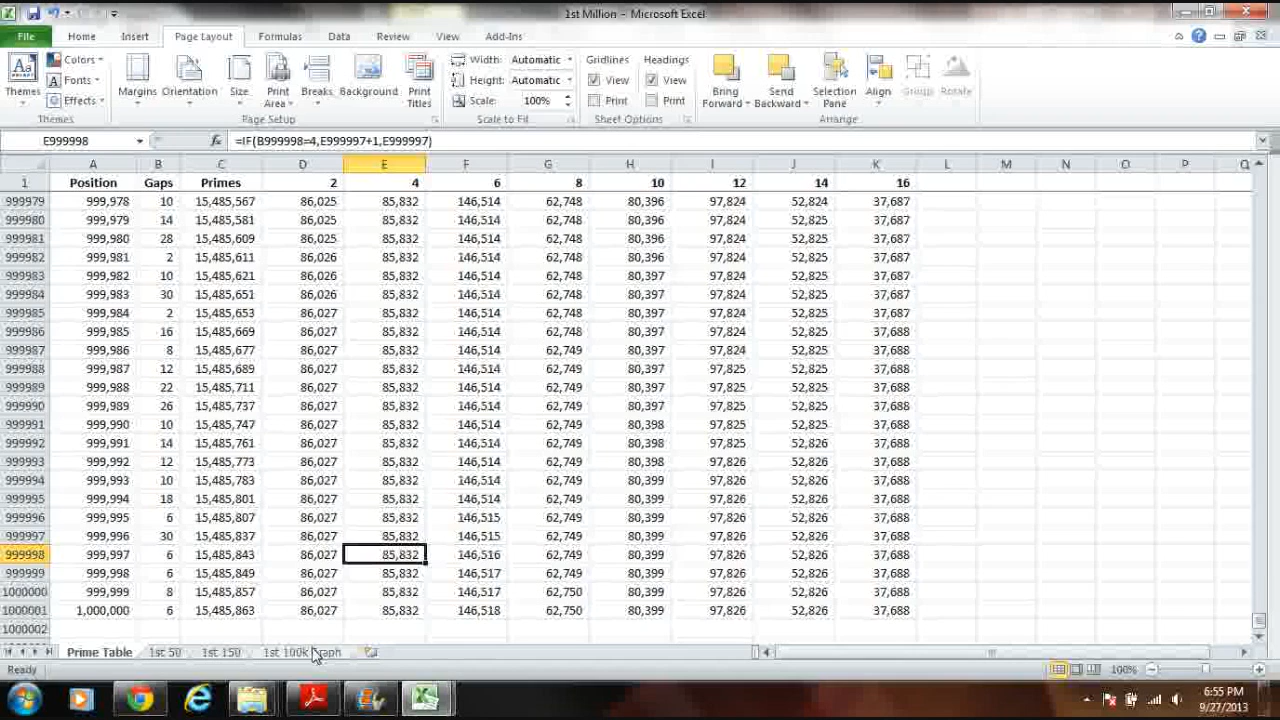 1st Million – Microsoft Excel
File Home Insert Page Layout Formulas Data Review View Add-Ins
Colors Width: Automatic Gridlines Headings
Fonts Height: Automatic View View
Themes Effects Margins Orientation Size Print Area Breaks Background Print Titles Scale: 100% Print Print Bring Forward Send Backward Selection Pane Align Group Rotate
Themes Page Setup Scale to Fit Sheet Options Arrange
E999998 fx =IF(B999998=4,E999997+1,E999997)
A B C D E F G H I J K L M N O P Q
1 Position Gaps Primes 2 4 6 8 10 12 14 16
999979 999,978 10 15,485,567 86,025 85,832 146,514 62,748 80,396 97,824 52,824 37,687
999980 999,979 14 15,485,581 86,025 85,832 146,514 62,748 80,396 97,824 52,825 37,687
999981 999,980 28 15,485,609 86,025 85,832 146,514 62,748 80,396 97,824 52,825 37,687
999982 999,981 2 15,485,611 86,026 85,832 146,514 62,748 80,396 97,824 52,825 37,687
999983 999,982 10 15,485,621 86,026 85,832 146,514 62,748 80,397 97,824 52,825 37,687
999984 999,983 30 15,485,651 86,026 85,832 146,514 62,748 80,397 97,824 52,825 37,687
999985 999,984 2 15,485,653 86,027 85,832 146,514 62,748 80,397 97,824 52,825 37,687
999986 999,985 16 15,485,669 86,027 85,832 146,514 62,748 80,397 97,824 52,825 37,688
999987 999,986 8 15,485,677 86,027 85,832 146,514 62,749 80,397 97,824 52,825 37,688
999988 999,987 12 15,485,689 86,027 85,832 146,514 62,749 80,397 97,825 52,825 37,688
999989 999,988 22 15,485,711 86,027 85,832 146,514 62,749 80,397 97,825 52,825 37,688
999990 999,989 26 15,485,737 86,027 85,832 146,514 62,749 80,397 97,825 52,825 37,688
999991 999,990 10 15,485,747 86,027 85,832 146,514 62,749 80,398 97,825 52,825 37,688
999992 999,991 14 15,485,761 86,027 85,832 146,514 62,749 80,398 97,825 52,826 37,688
999993 999,992 12 15,485,773 86,027 85,832 146,514 62,749 80,398 97,826 52,826 37,688
999994 999,993 10 15,485,783 86,027 85,832 146,514 62,749 80,399 97,826 52,826 37,688
999995 999,994 18 15,485,801 86,027 85,832 146,514 62,749 80,399 97,826 52,826 37,688
999996 999,995 6 15,485,807 86,027 85,832 146,515 62,749 80,399 97,826 52,826 37,688
999997 999,996 30 15,485,837 86,027 85,832 146,515 62,749 80,399 97,826 52,826 37,688
999998 999,997 6 15,485,843 86,027 85,832 146,516 62,749 80,399 97,826 52,826 37,688
999999 999,998 6 15,485,849 86,027 85,832 146,517 62,749 80,399 97,826 52,826 37,688
1000000 999,999 8 15,485,857 86,027 85,832 146,517 62,750 80,399 97,826 52,826 37,688
1000001 1,000,000 6 15,485,863 86,027 85,832 146,518 62,750 80,399 97,826 52,826 37,688
1000002
Prime Table 1st 50 1st 150 1st 100k Graph
Ready 100%
6:55 PM
9/27/2013